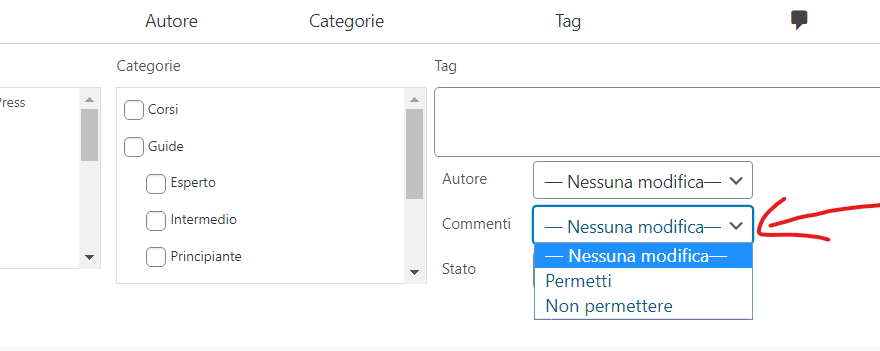 Autore Categorie Tag
Categorie Tag
Press
Corsi
Guide
Esperto
Intermedio
Principiante
Autore — Nessuna modifica—
Commenti — Nessuna modifica—
— Nessuna modifica—
Permetti
Non permettere
Stato